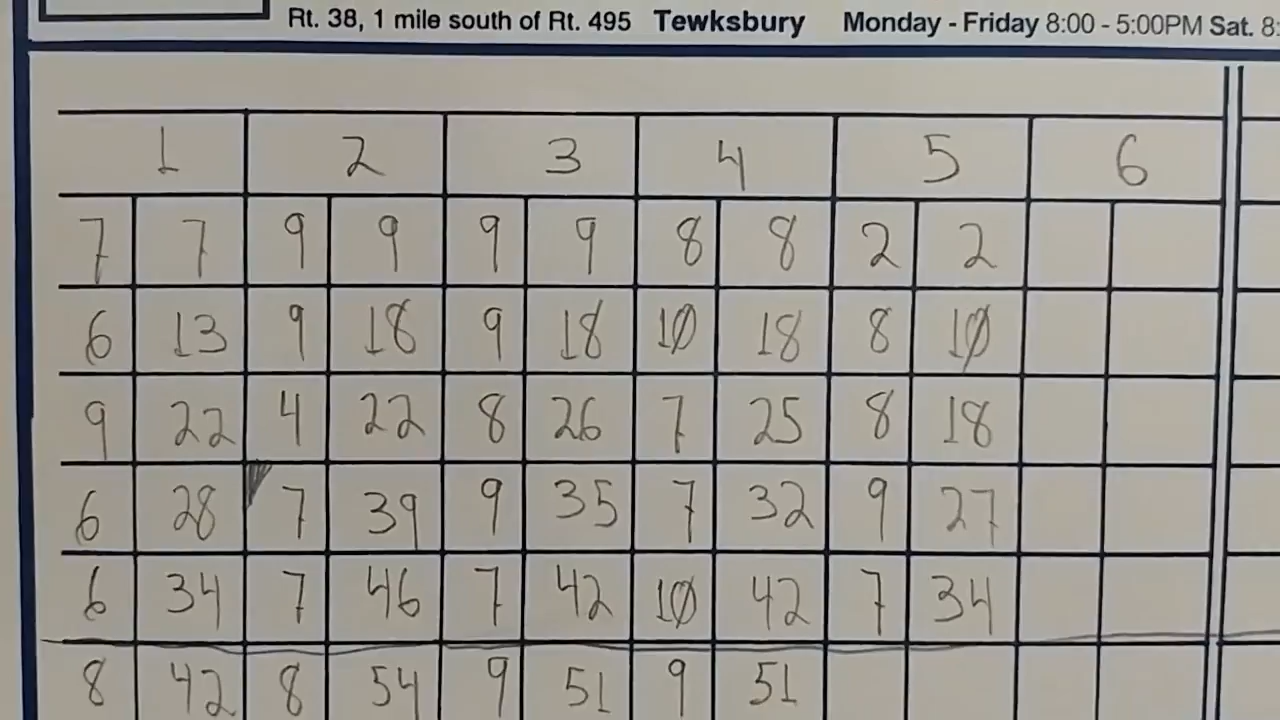 Rt. 38, 1 mile south of Rt. 495 Tewksbury Monday - Friday 8:00 - 5:00PM Sat. 8:
1 2 3 4 5 6
7 7 9 9 9 9 8 8 2 2
6 13 9 18 9 18 10 18 8 10
9 22 4 22 8 26 7 25 8 18
6 28 7 39 9 35 7 32 9 27
6 34 7 46 7 42 10 42 7 34
8 42 8 54 9 51 9 51